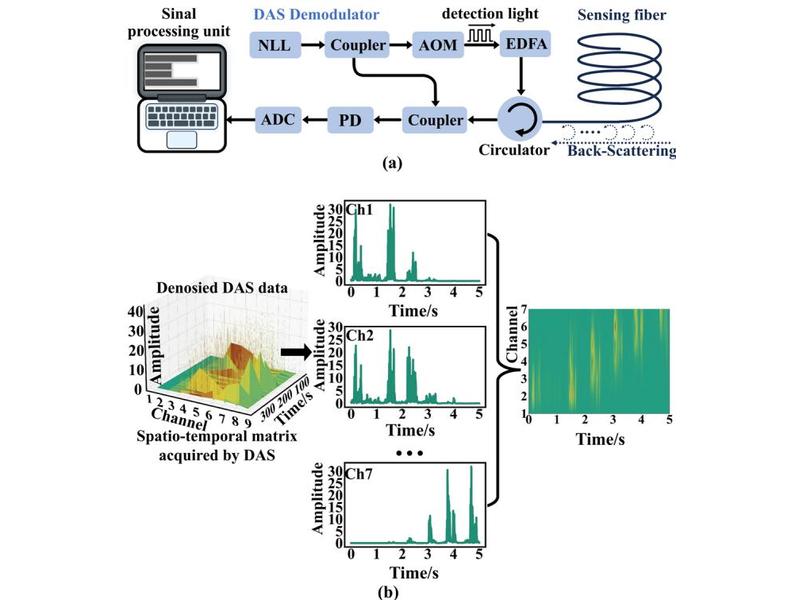 Sinal
processing unit
DAS Demodulator
detection light
Sensing fiber
NLL
Coupler
AOM
EDFA
ADC
PD
Coupler
Circulator
Back-Scattering
(a)
Denosied DAS data
Amplitude
40
30
20
10
0
1 2 3 4 5 6 7 8 9
Channel
300 200 100
Time/s
Spatio-temporal matrix
acquired by DAS
Ch1
Amplitude
30
25
20
15
10
5
0
0 1 2 3 4 5
Time/s
Ch2
Amplitude
30
25
20
15
10
5
0
0 1 2 3 4 5
Time/s
Ch7
Amplitude
30
25
20
15
10
5
0
0 1 2 3 4 5
Time/s
Channel
7
6
5
4
3
2
1
0 2 3 4 5
Time/s
(b)